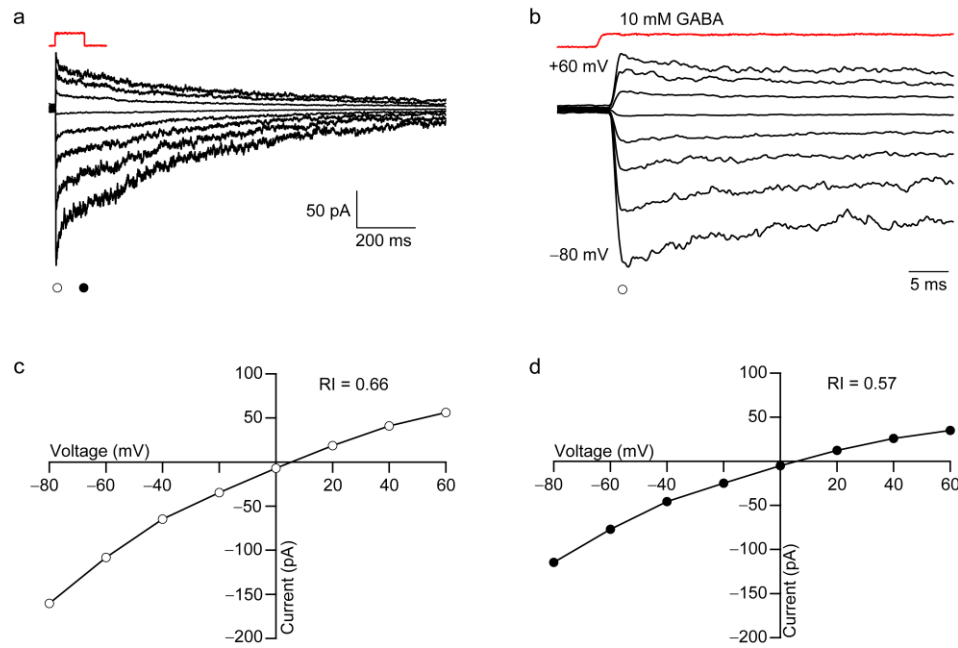 a
b
10 mM GABA
+60 mV
50 pA
200 ms
−80 mV
5 ms
c
d
100
RI = 0.66
50
Voltage (mV)
−80 −60 −40 20 40 60
−50
−100
−150
−200
Current (pA)
100
RI = 0.57
50
Voltage (mV)
−80 −60 −40 20 40 60
−50
−100
−150
−200
Current (pA)